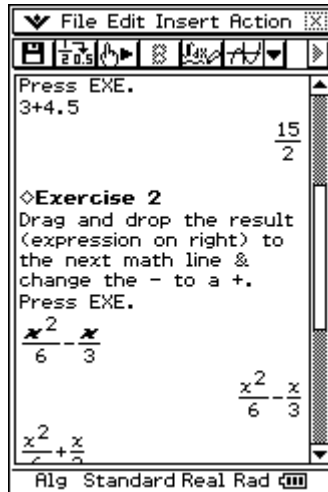 File Edit Insert Action
Press EXE.
3+4.5
15/2
◇Exercise 2
Drag and drop the result
(expression on right) to
the next math line &
change the - to a +.
Press EXE.
x²/6-x/3
x²/6-x/3
x²/6+x/3
Alg Standard Real Rad